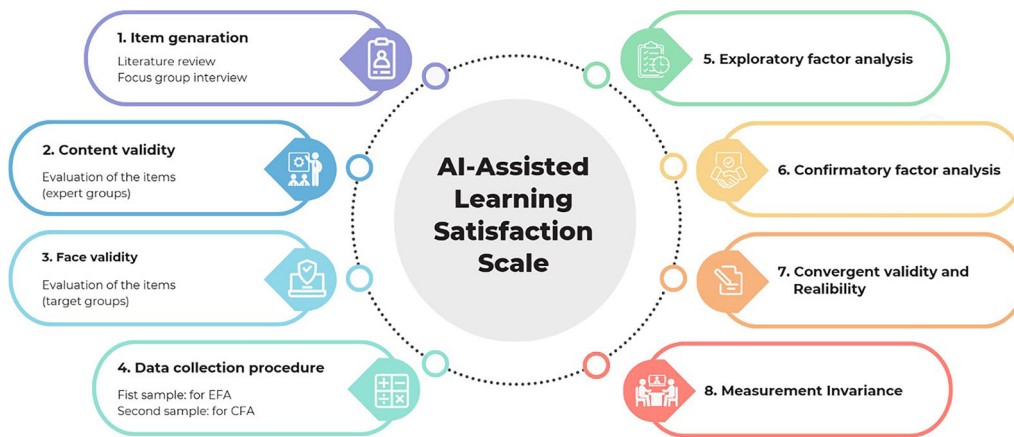 1. Item genaration
Literature review
Focus group interview
2. Content validity
Evaluation of the items
(expert groups)
3. Face validity
Evaluation of the items
(target groups)
4. Data collection procedure
Fist sample: for EFA
Second sample: for CFA
AI-Assisted
Learning
Satisfaction
Scale
5. Exploratory factor analysis
6. Confirmatory factor analysis
7. Convergent validity and
Realibility
8. Measurement Invariance